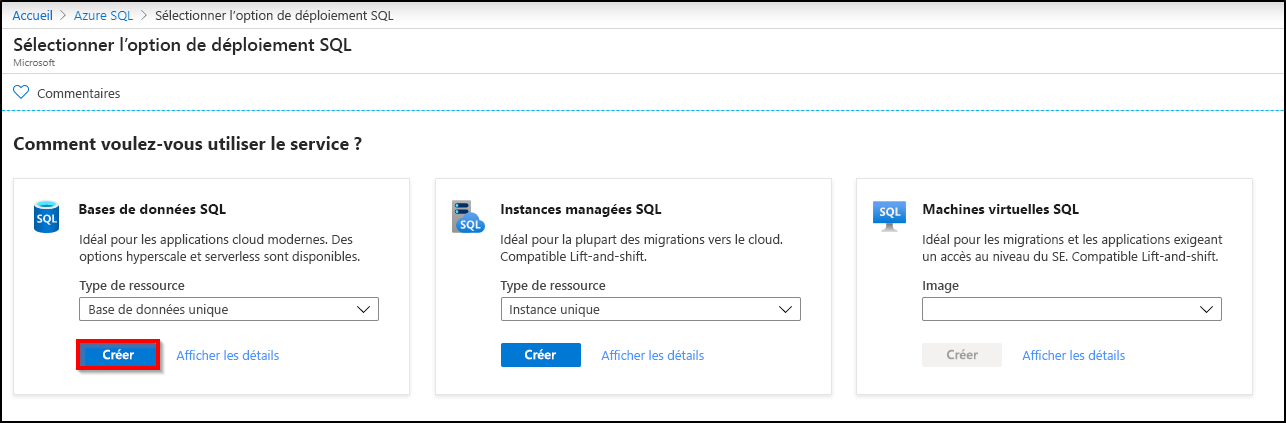 Accueil > Azure SQL > Sélectionner l'option de déploiement SQL
Sélectionner l'option de déploiement SQL
Microsoft
Commentaires
Comment voulez-vous utiliser le service ?
SQL
Bases de données SQL
Idéal pour les applications cloud modernes. Des
options hyperscale et serverless sont disponibles.
Type de ressource
Base de données unique
Créer
Afficher les détails
SQL
Instances managées SQL
Idéal pour la plupart des migrations vers le cloud.
Compatible Lift-and-shift.
Type de ressource
Instance unique
Créer
Afficher les détails
SQL
Machines virtuelles SQL
Idéal pour les migrations et les applications exigeant
un accès au niveau du SE. Compatible Lift-and-shift.
Image
Créer
Afficher les détails